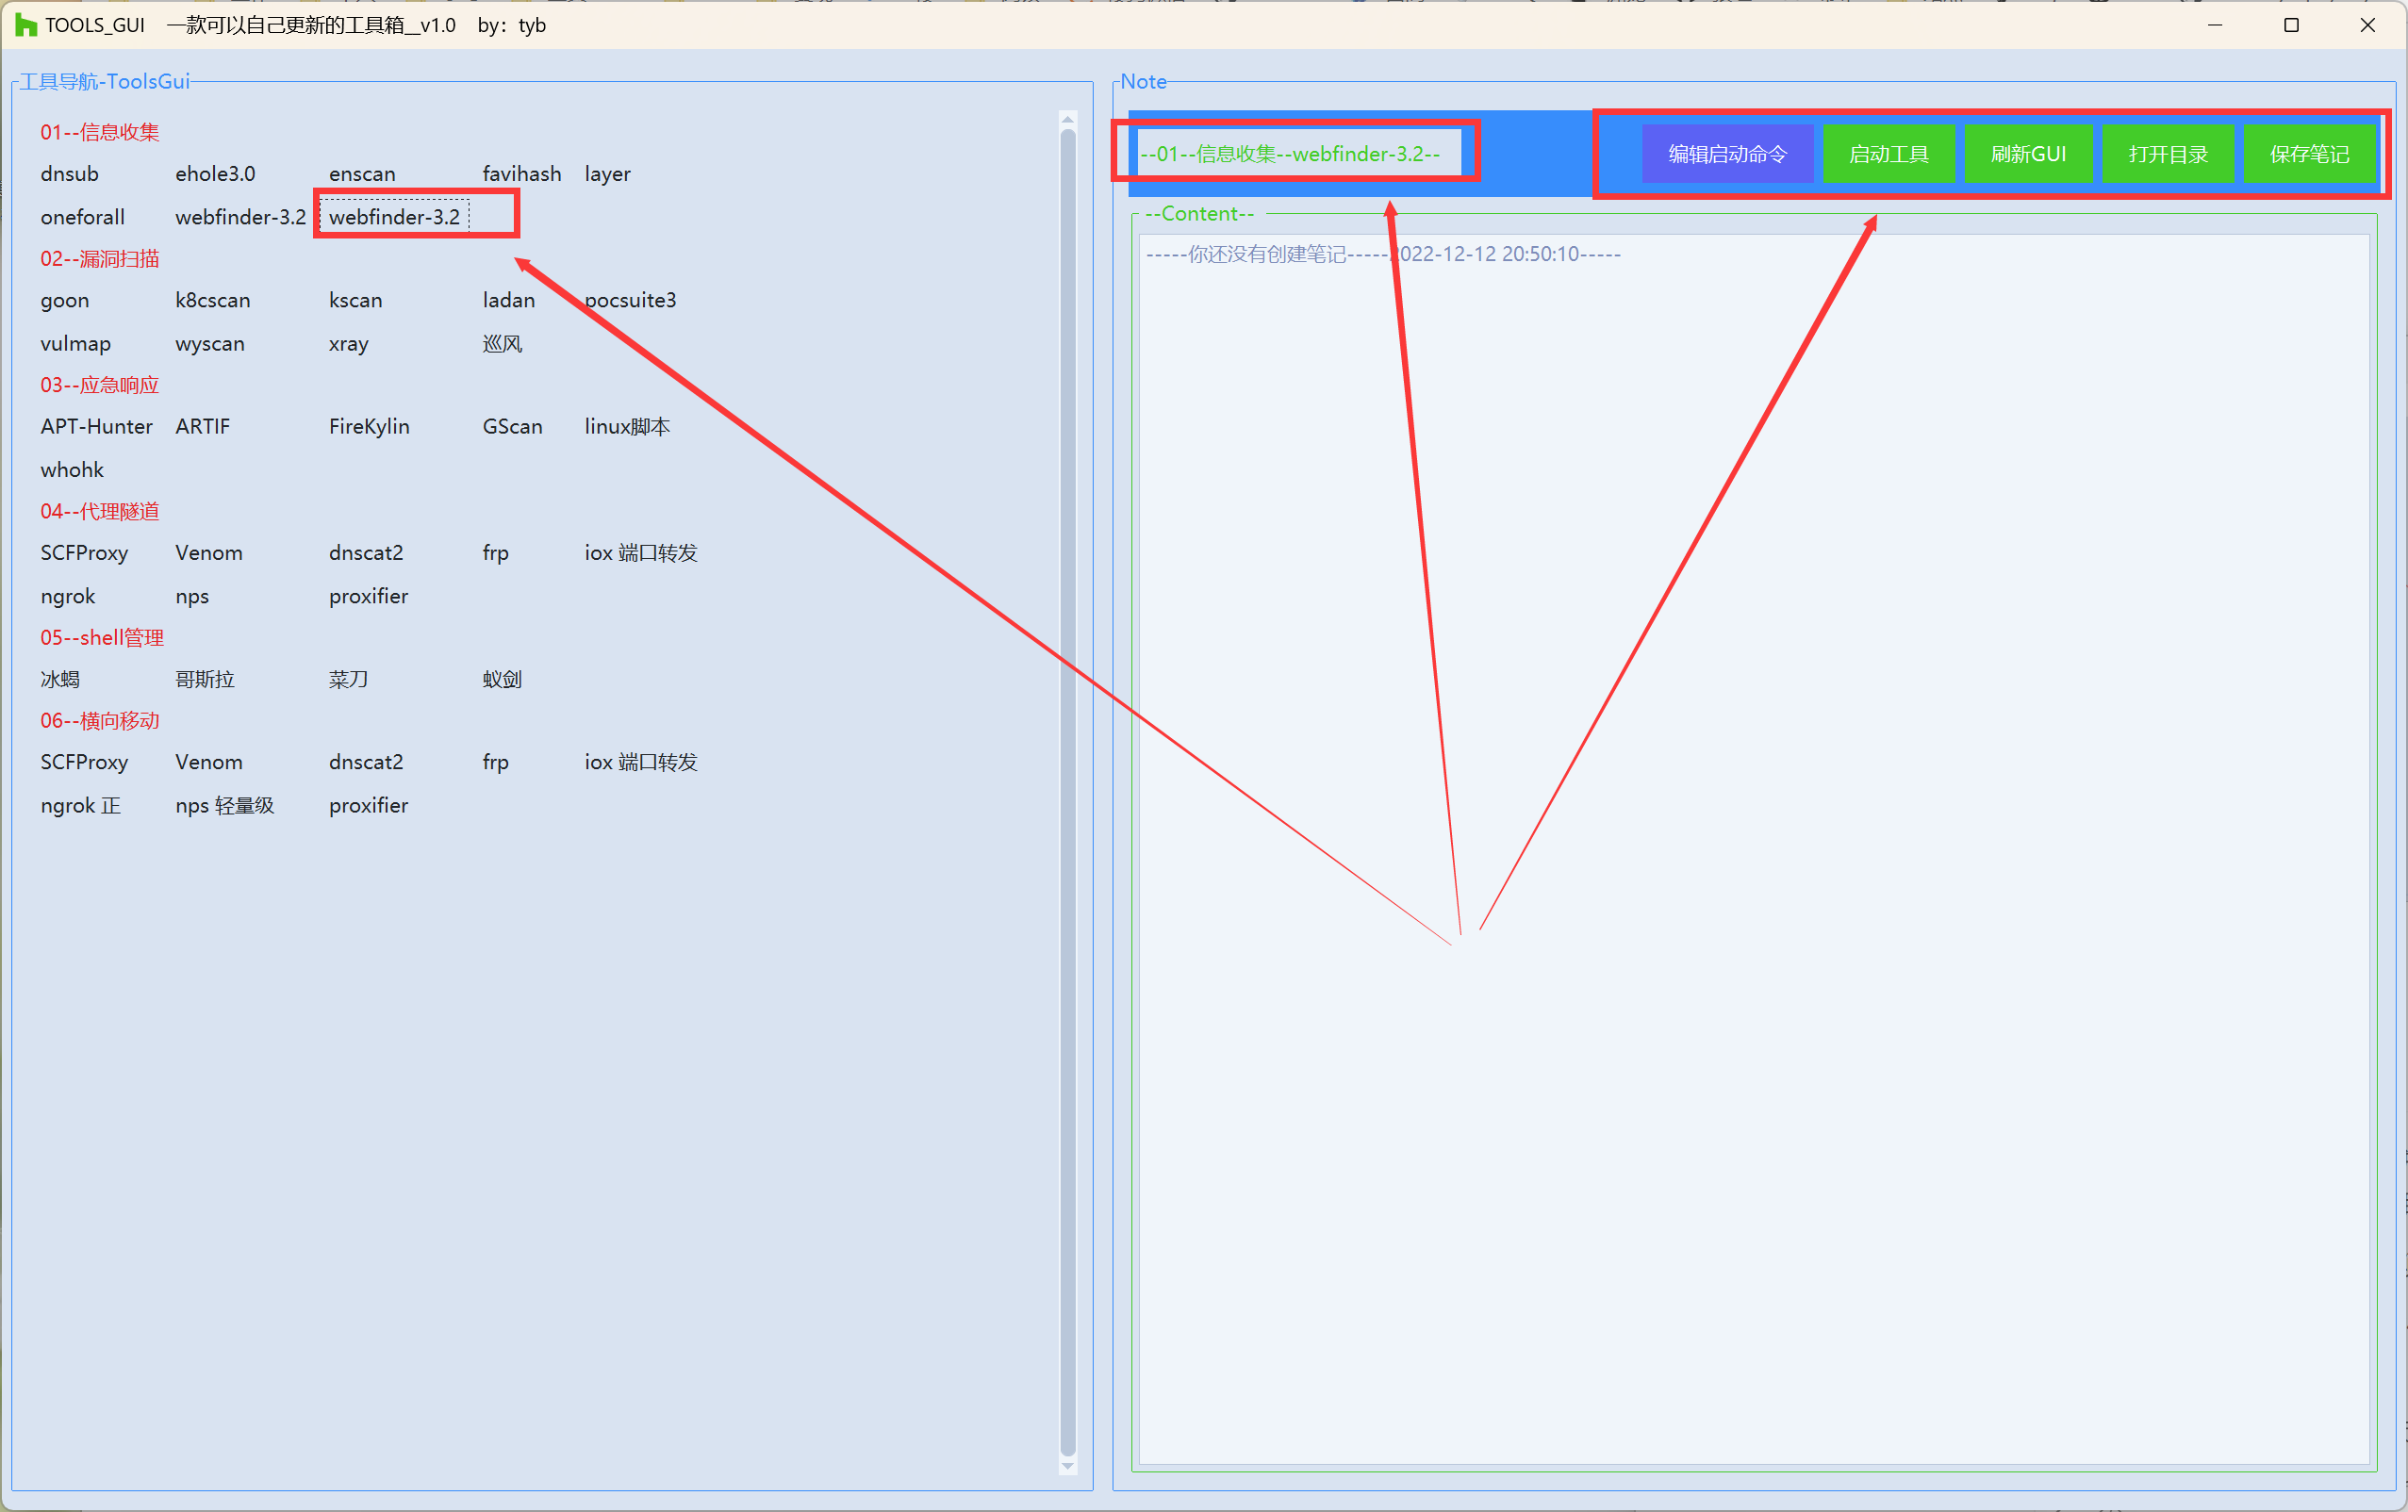 TOOLS_GUI 一款可以自己更新的工具箱__v1.0 by：tyb
工具导航-ToolsGui
01--信息收集
dnsub ehole3.0 enscan favihash layer
oneforall webfinder-3.2 webfinder-3.2
02--漏洞扫描
goon k8cscan kscan ladan pocsuite3
vulmap wyscan xray 巡风
03--应急响应
APT-Hunter ARTIF FireKylin GScan linux脚本
whohk
04--代理隧道
SCFProxy Venom dnscat2 frp iox 端口转发
ngrok nps proxifier
05--shell管理
冰蝎 哥斯拉 菜刀 蚁剑
06--横向移动
SCFProxy Venom dnscat2 frp iox 端口转发
ngrok 正 nps 轻量级 proxifier
Note
--01--信息收集--webfinder-3.2-- 编辑启动命令 启动工具 刷新GUI 打开目录 保存笔记
--Content--
-----你还没有创建笔记-----2022-12-12 20:50:10-----